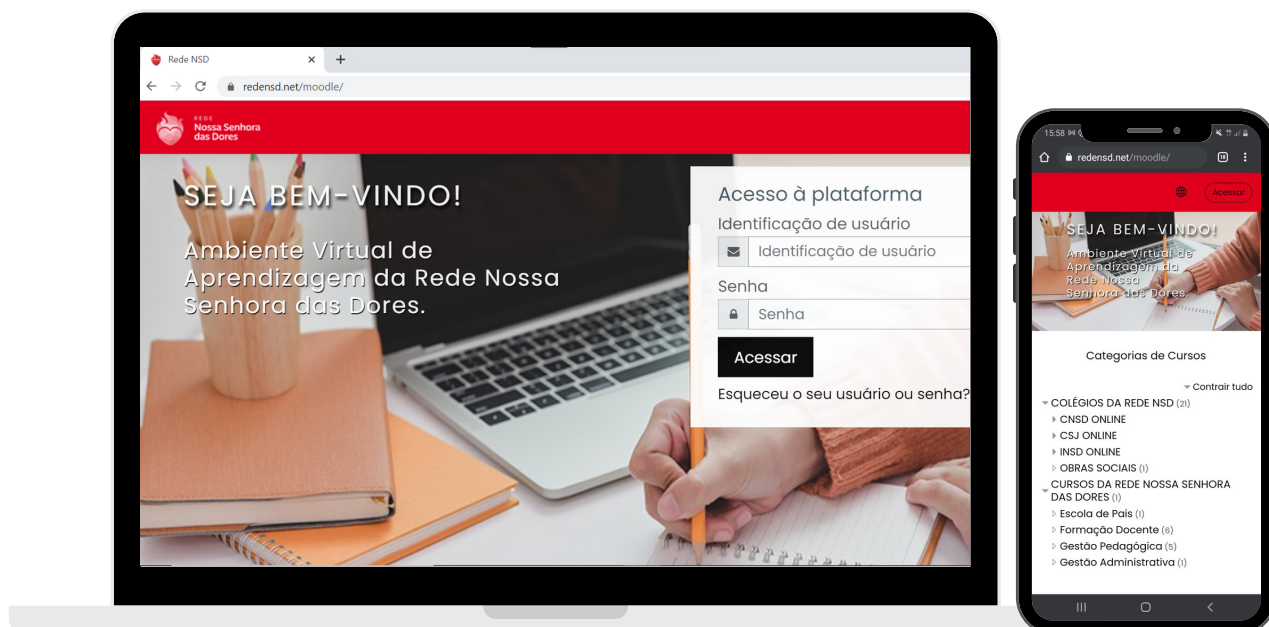 Rede NSD
redensd.net/moodle/
REDE
Nossa Senhora
das Dores
SEJA BEM-VINDO!
Ambiente Virtual de
Aprendizagem da Rede Nossa
Senhora das Dores.
Acesso à plataforma
Identificação de usuário
Identificação de usuário
Senha
Senha
Acessar
Esqueceu o seu usuário ou senha?
15:58
redensd.net/moodle/
18
Acessar
SEJA BEM-VINDO!
Ambiente Virtual de
Aprendizagem da
Rede Nossa
Senhora das Dores.
Categorias de Cursos
Contrair tudo
COLÉGIOS DA REDE NSD (21)
CNSD ONLINE
CSJ ONLINE
INSD ONLINE
OBRAS SOCIAIS (1)
CURSOS DA REDE NOSSA SENHORA
DAS DORES (1)
Escola de Pais (1)
Formação Docente (6)
Gestão Pedagógica (5)
Gestão Administrativa (1)